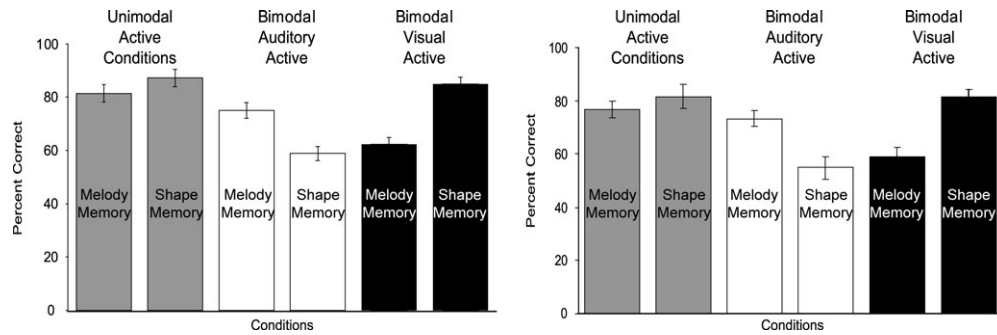 Unimodal Active Conditions
Bimodal Auditory Active
Bimodal Visual Active
Percent Correct
100
80
60
40
20
0
Melody Memory
Shape Memory
Melody Memory
Shape Memory
Melody Memory
Shape Memory
Conditions
Unimodal Active Conditions
Bimodal Auditory Active
Bimodal Visual Active
Percent Correct
100
80
60
40
20
0
Melody Memory
Shape Memory
Melody Memory
Shape Memory
Melody Memory
Shape Memory
Conditions